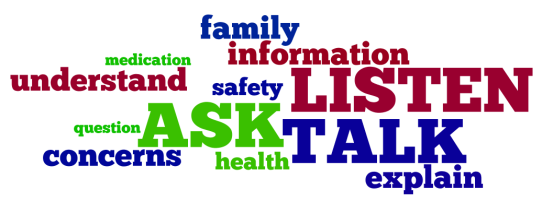 family
information
medication
understand
safety
LISTEN
question
ASK
TALK
concerns
health
explain